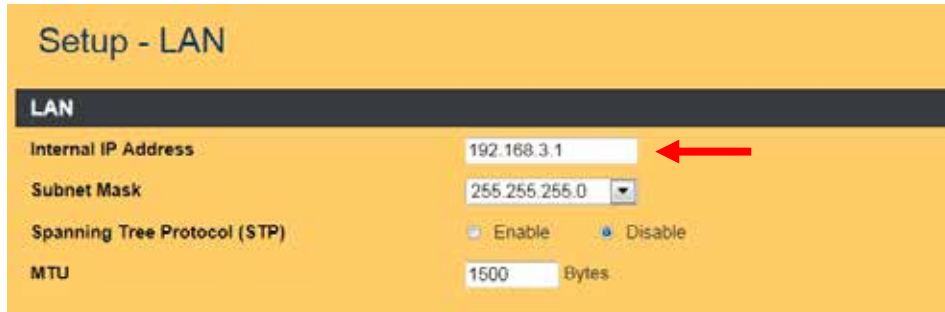 Setup - LAN
LAN
Internal IP Address 192.168.3.1
Subnet Mask 255.255.255.0
Spanning Tree Protocol (STP) Enable Disable
MTU 1500 Bytes